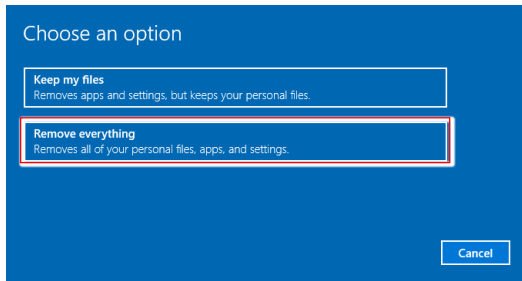 Choose an option
Keep my files
Removes apps and settings, but keeps your personal files.
Remove everything
Removes all of your personal files, apps, and settings.
Cancel